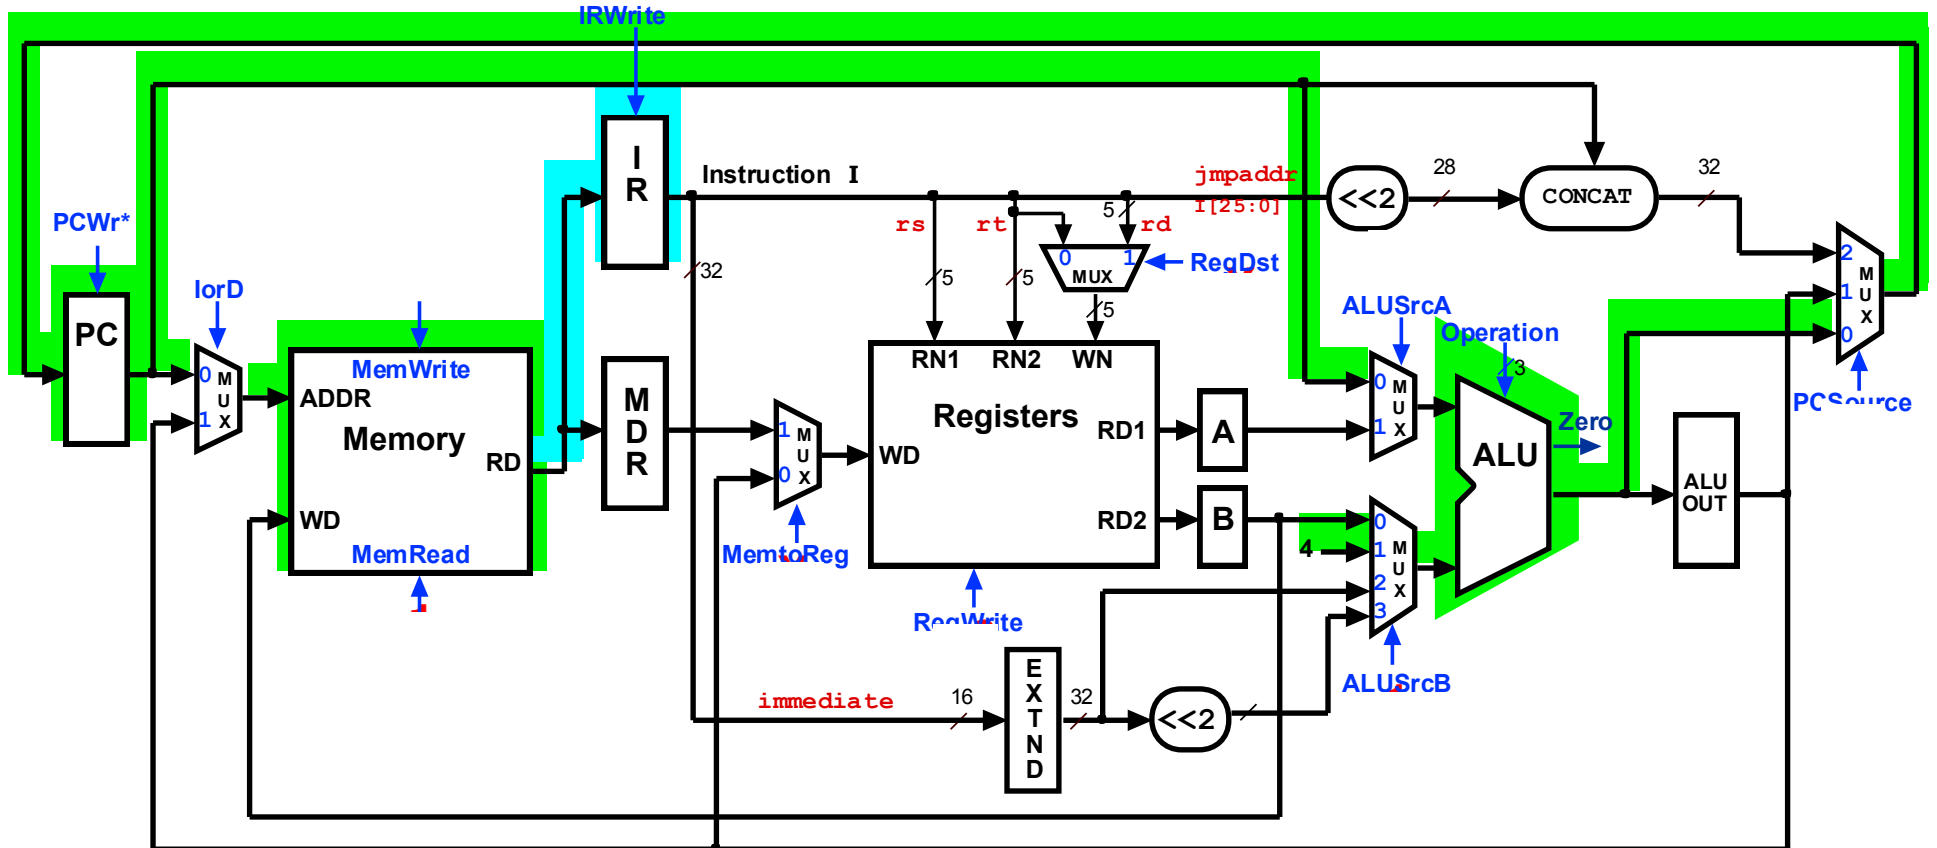 IRWrite
I
R
Instruction I
jmpaddr
I[25:0]
<<2
28
CONCAT
32
rs
rt
5
rd
PCWr*
PC
IorD
0
1
M
U
X
MemWrite
ADDR
Memory
RD
WD
MemRead
32
5
5
0
1
MUX
RegDst
5
M
D
R
1
0
M
U
X
MemtoReg
RN1
RN2
WN
Registers
RD1
WD
RD2
RegWrite
A
B
4
ALUSrcA
0
1
M
U
X
0
1
2
3
M
U
X
ALUSrcB
Operation
3
Zero
ALU
ALU
OUT
2
1
0
M
U
X
PCSource
immediate
16
E
X
T
N
D
32
<<2